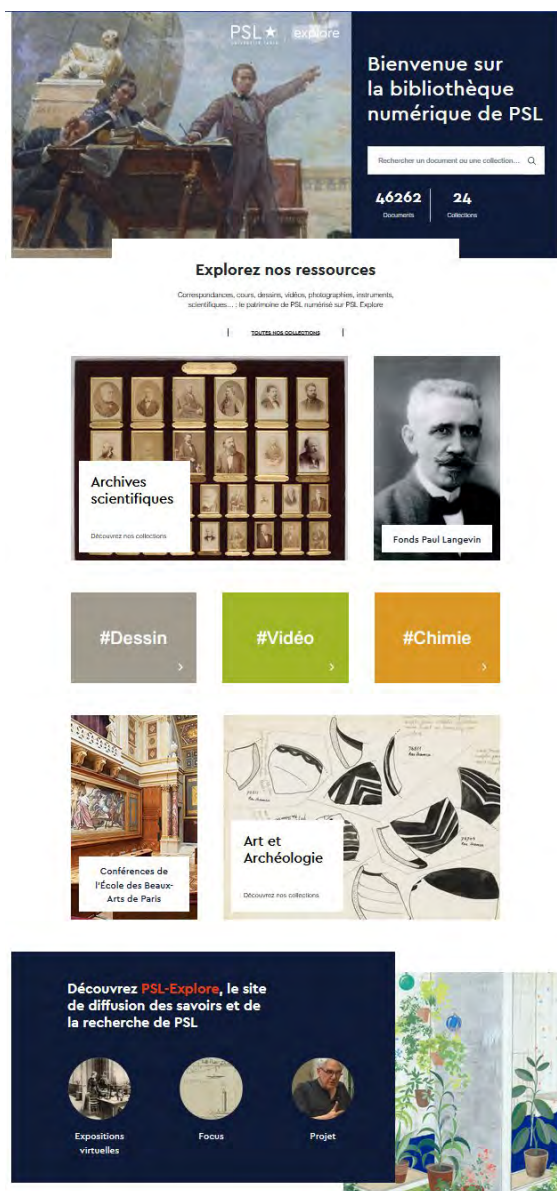 PSL★ explore
Bienvenue sur
la bibliothèque
numérique de PSL
Rechercher un document ou une collection...
46262
24
Documents
Collections
Explorez nos ressources
Correspondances, cours, dessins, vidéos, photographies, instruments,
scientifiques... : le patrimoine de PSL numérisé sur PSL Explore
TOUTES NOS COLLECTIONS
Archives
scientifiques
Découvrez nos collections
Fonds Paul Langevin
#Dessin
#Vidéo
#Chimie
Conférences de
l'École des Beaux-
Arts de Paris
Art et
Archéologie
Découvrez nos collections
Découvrez PSL-Explore, le site
de diffusion des savoirs et de
la recherche de PSL
Expositions
virtuelles
Focus
Projet